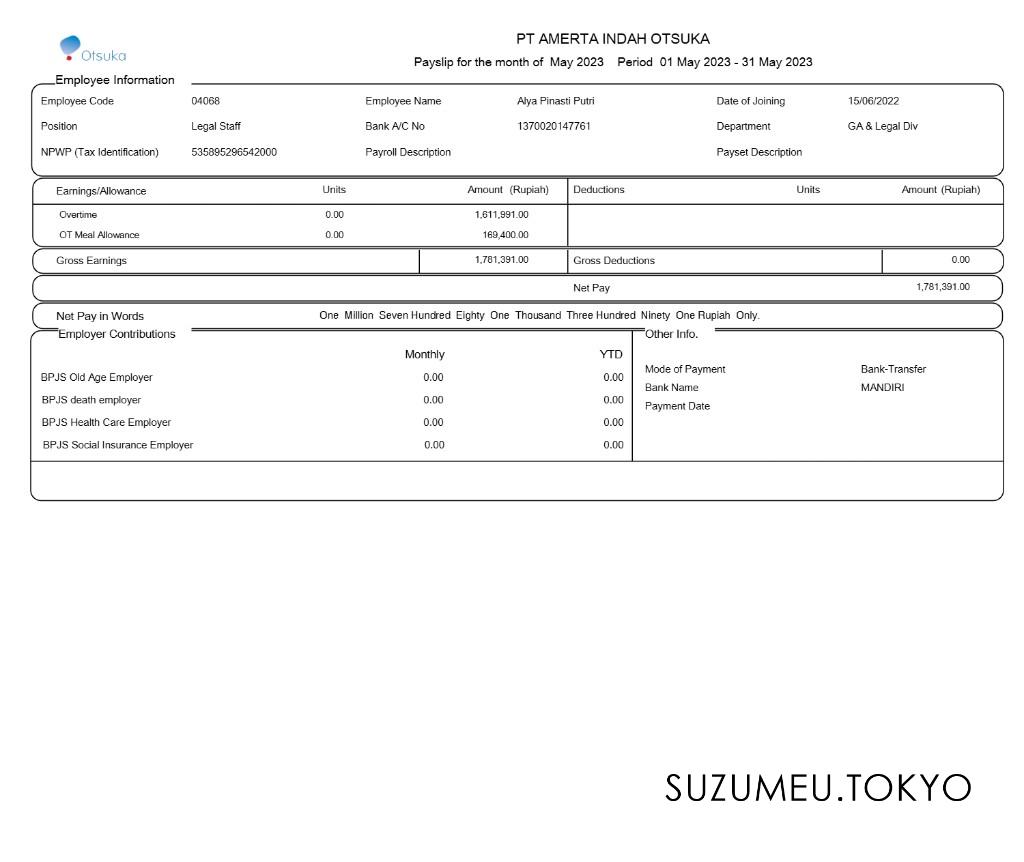 PT AMERTA INDAH OTSUKA
Otsuka
Payslip for the month of May 2023 Period 01 May 2023 - 31 May 2023
Employee Information
Employee Code 04068 Employee Name Alya Pinasti Putri Date of Joining 15/06/2022
Position Legal Staff Bank A/C No 1370020147761 Department GA & Legal Div
NPWP (Tax Identification) 535895296542000 Payroll Description Payset Description
Earnings/Allowance Units Amount (Rupiah) Deductions Units Amount (Rupiah)
Overtime 0.00 1,611,991.00
OT Meal Allowance 0.00 169,400.00
Gross Earnings 1,781,391.00 Gross Deductions 0.00
Net Pay 1,781,391.00
Net Pay in Words One Million Seven Hundred Eighty One Thousand Three Hundred Ninety One Rupiah Only.
Employer Contributions Other Info.
Monthly YTD
BPJS Old Age Employer 0.00 0.00 Mode of Payment Bank-Transfer
BPJS death employer 0.00 0.00 Bank Name MANDIRI
BPJS Health Care Employer 0.00 0.00 Payment Date
BPJS Social Insurance Employer 0.00 0.00
SUZUMEU.TOKYO